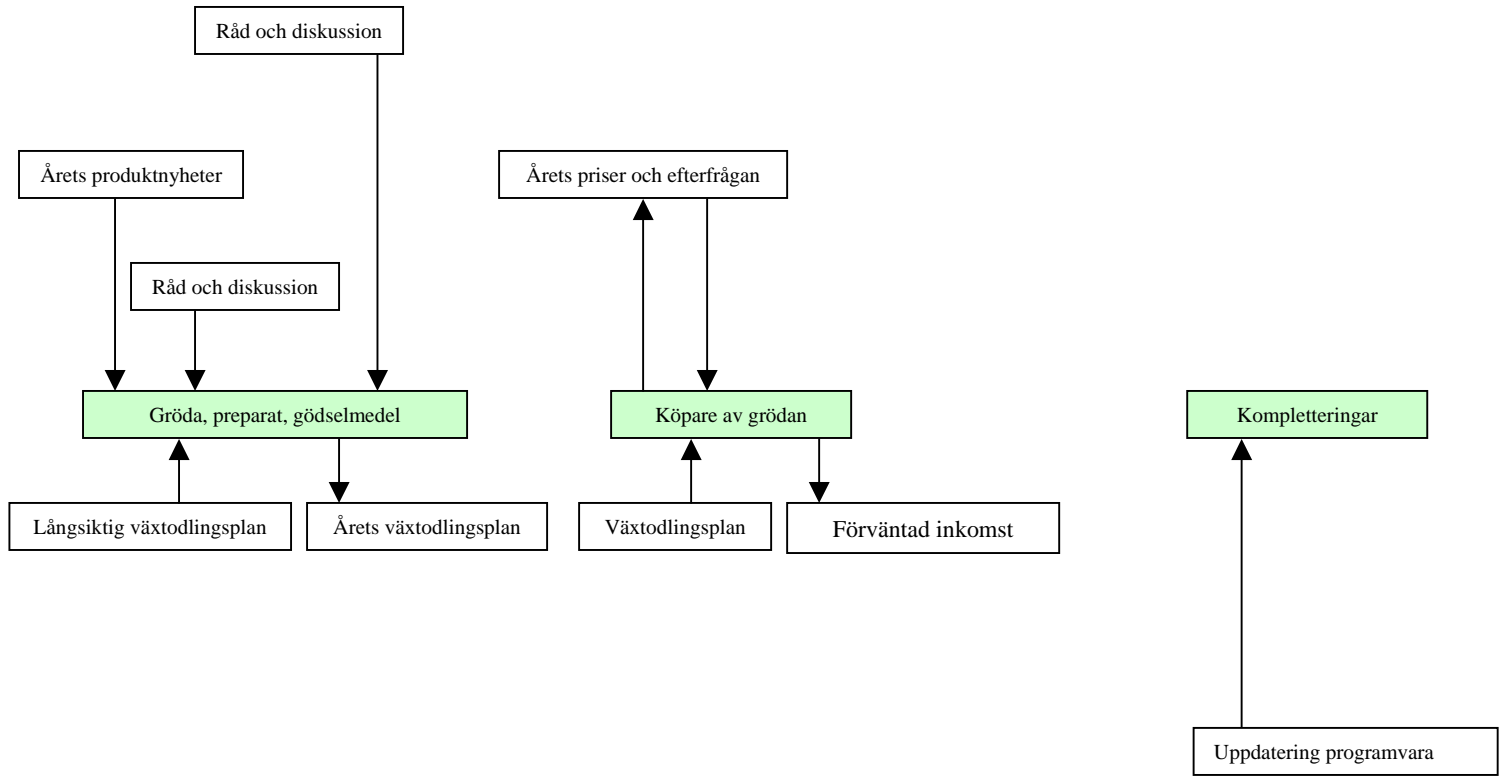 Råd och diskussion
Årets produktnyheter
Årets priser och efterfrågan
Råd och diskussion
Gröda, preparat, gödselmedel
Köpare av grödan
Kompletteringar
Långsiktig växtodlingsplan
Årets växtodlingsplan
Växtodlingsplan
Förväntad inkomst
Uppdatering programvara